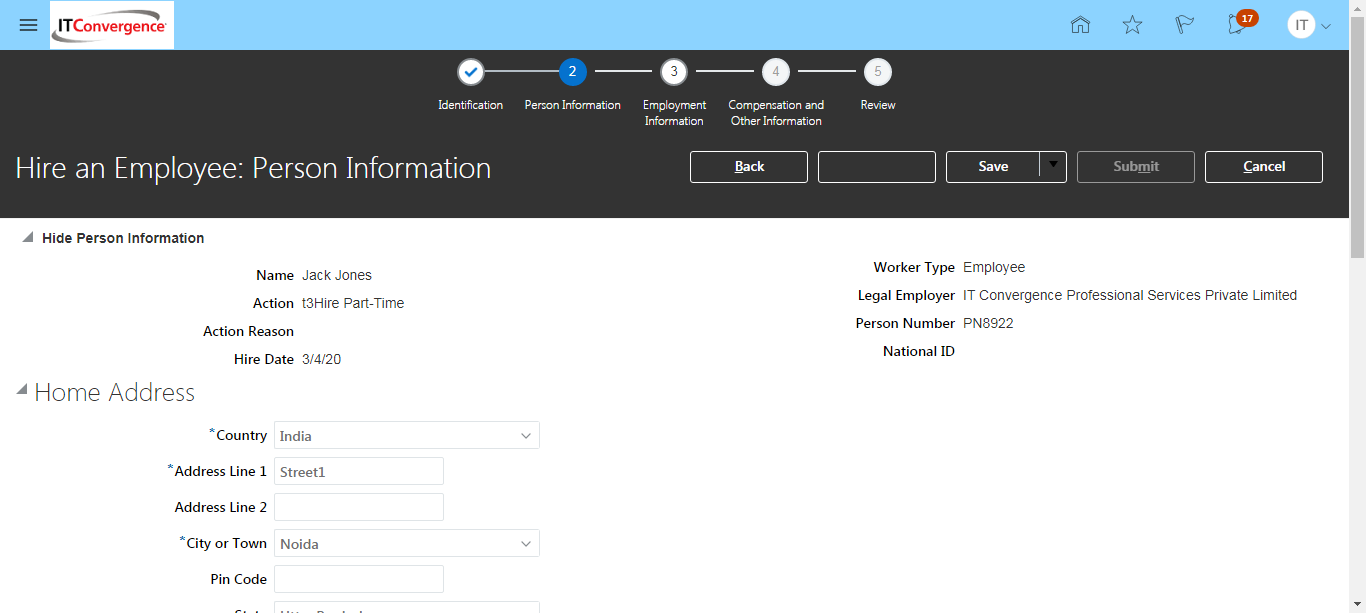 ITConvergence
17
IT
2
3
4
5
Identification
Person Information
Employment
Information
Compensation and
Other Information
Review
Hire an Employee: Person Information
Back
Save
Submit
Cancel
Hide Person Information
Name Jack Jones
Action t3Hire Part-Time
Action Reason
Hire Date 3/4/20
Worker Type Employee
Legal Employer IT Convergence Professional Services Private Limited
Person Number PN8922
National ID
Home Address
*Country India
*Address Line 1 Street1
Address Line 2
*City or Town Noida
Pin Code